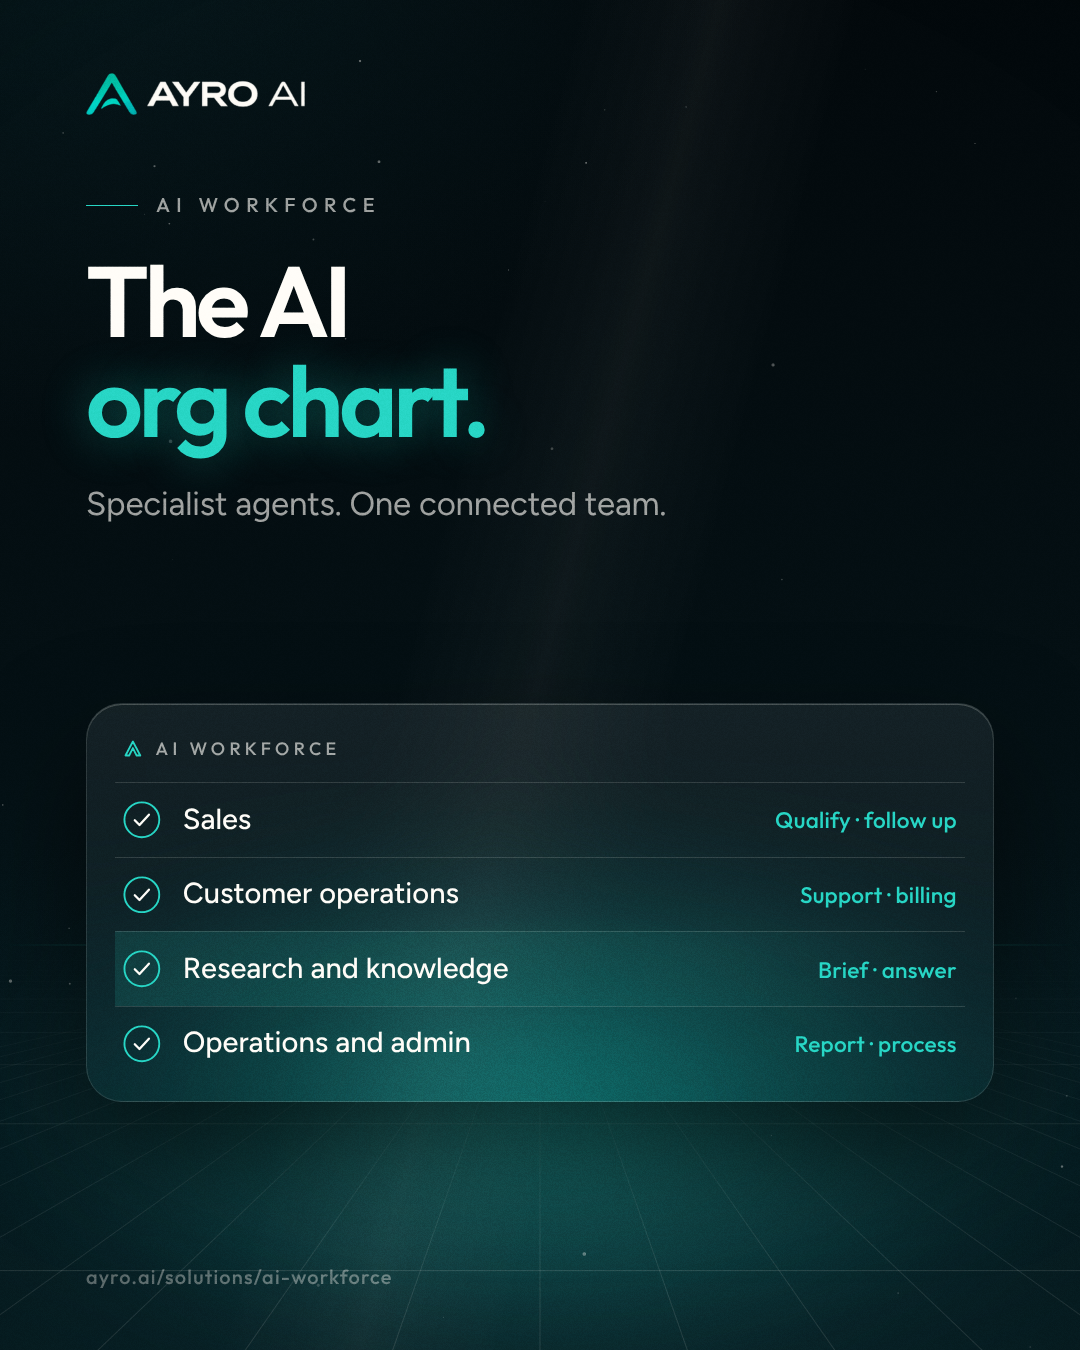 AYRO AI
AI WORKFORCE
The AI
org chart.
Specialist agents. One connected team.
AI WORKFORCE
Sales
Qualify · follow up
Customer operations
Support · billing
Research and knowledge
Brief · answer
Operations and admin
Report · process
ayro.ai/solutions/ai-workforce